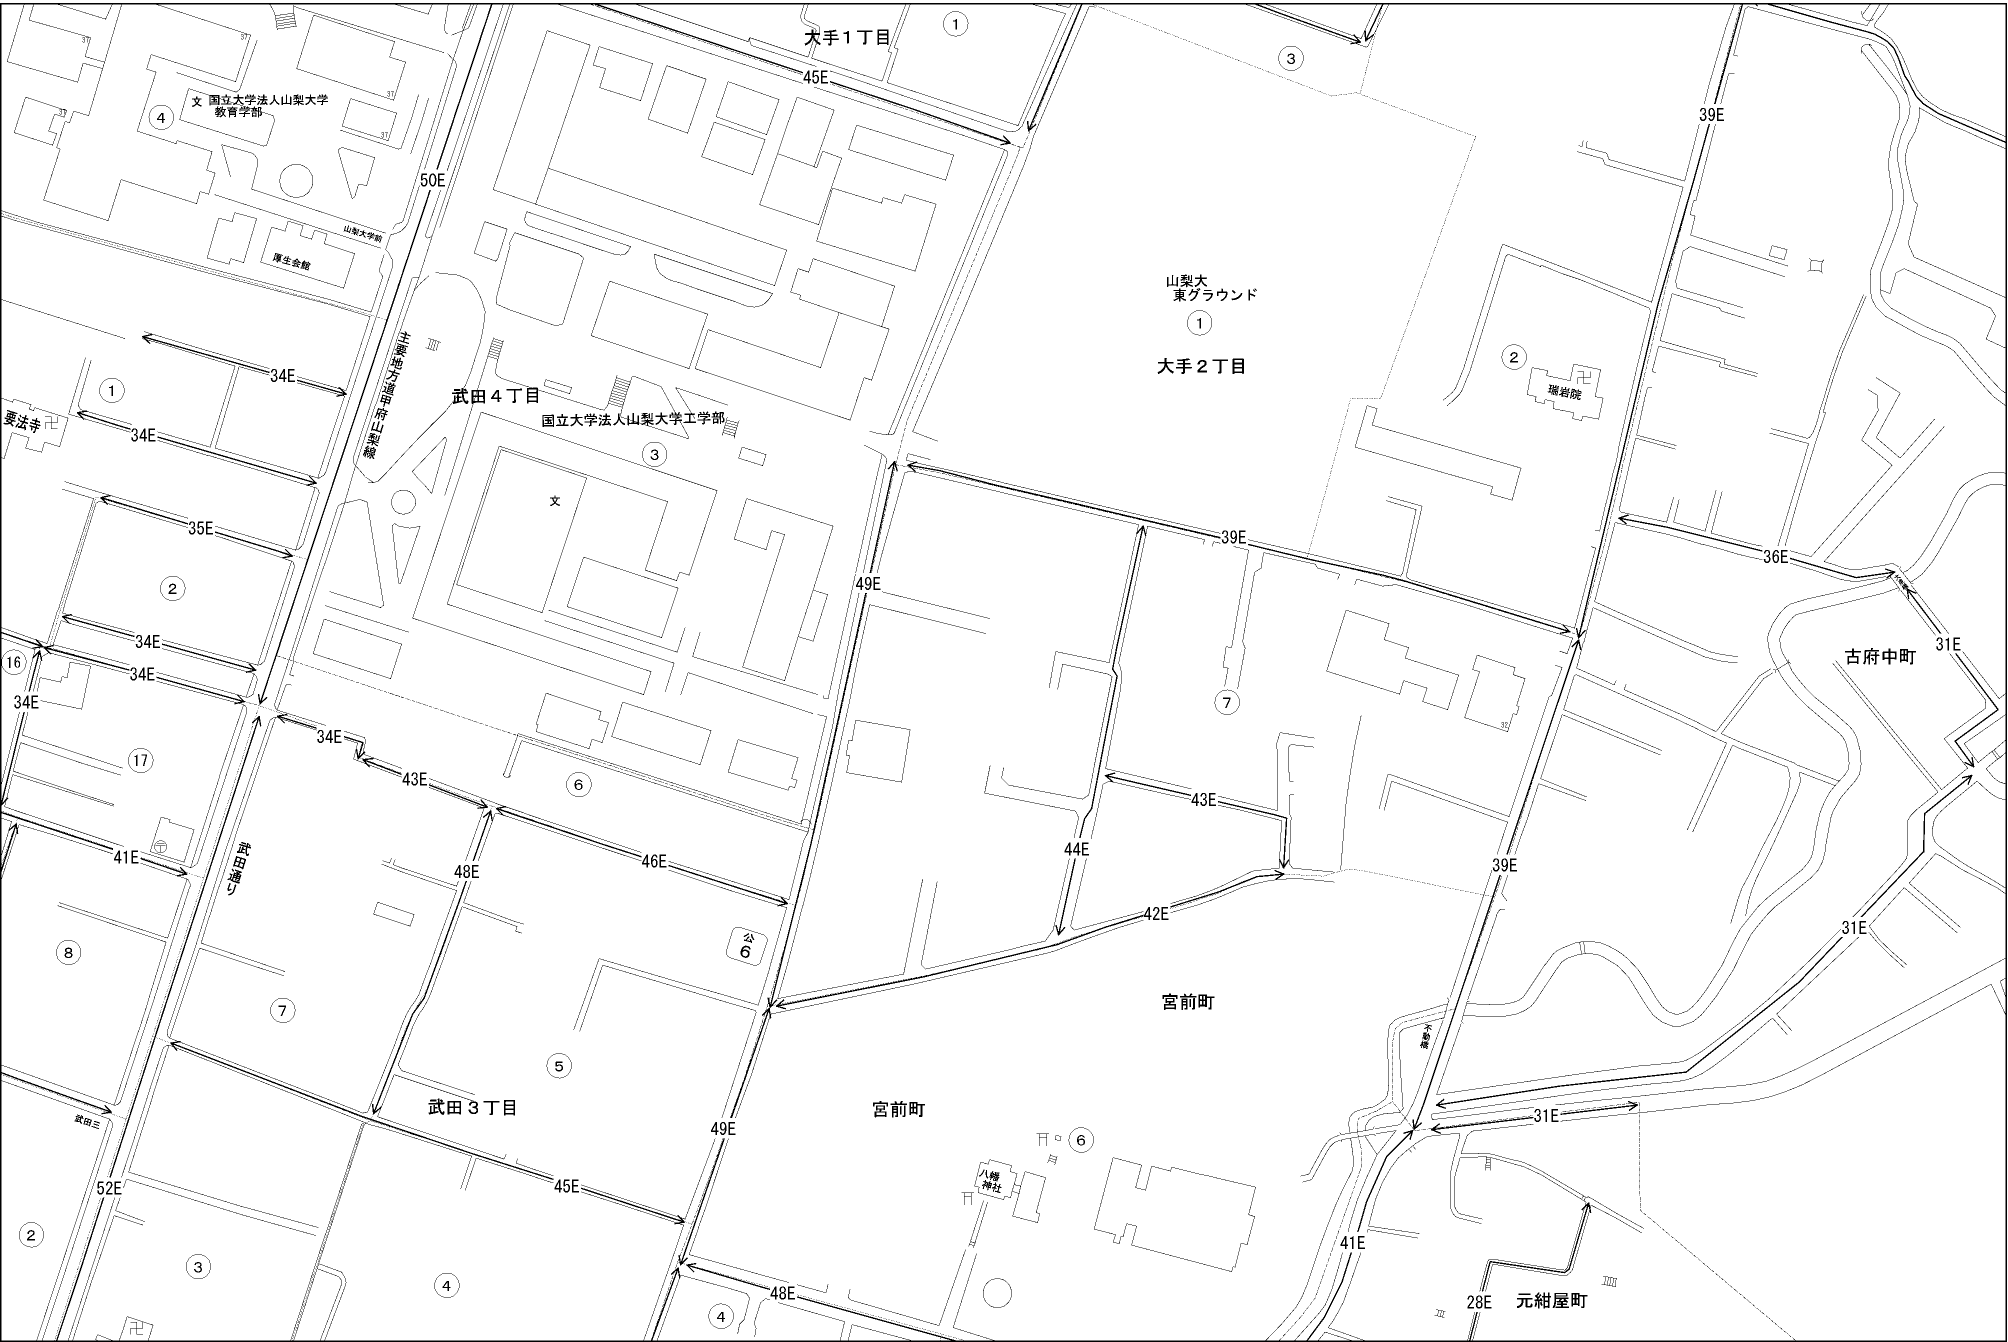 大手1丁目
①
45E
③
39E
37
37
37
37
37
文 国立大学法人山梨大学
教育学部
④
50E
山梨大学前
厚生会館
山梨大
東グラウンド
①
大手2丁目
②
瑞岩院
34E
①
要法寺
34E
主要地方道甲府山梨線
武田4丁目
国立大学法人山梨大学工学部
③
文
35E
②
39E
36E
49E
34E
⑯
34E
34E
31E
古府中町
⑦
32
34E
⑰
43E
⑥
43E
44E
39E
46E
48E
41E
武田通り
42E
31E
公
6
⑧
⑦
宮前町
不動橋
⑤
武田3丁目
宮前町
武田三
49E
31E
⑥
八幡
神社
52E
45E
②
③
④
41E
48E
④
28E
元紺屋町